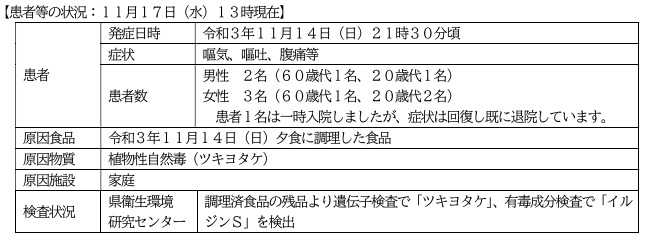 【患者等の状況：１１月１７日（水）１３時現在】
患者
発症日時
令和３年１１月１４日（日）２１時３０分頃
症状
嘔気、嘔吐、腹痛等
患者数
男性　２名（６０歳代１名、２０歳代１名）
女性　３名（６０歳代１名、２０歳代２名）
患者１名は一時入院しましたが、症状は回復し既に退院しています。
原因食品
令和３年１１月１４日（日）夕食に調理した食品
原因物質
植物性自然毒（ツキヨタケ）
原因施設
家庭
検査状況
県衛生環境
研究センター
調理済食品の残品より遺伝子検査で「ツキヨタケ」、有毒成分検査で「イル
ジンＳ」を検出